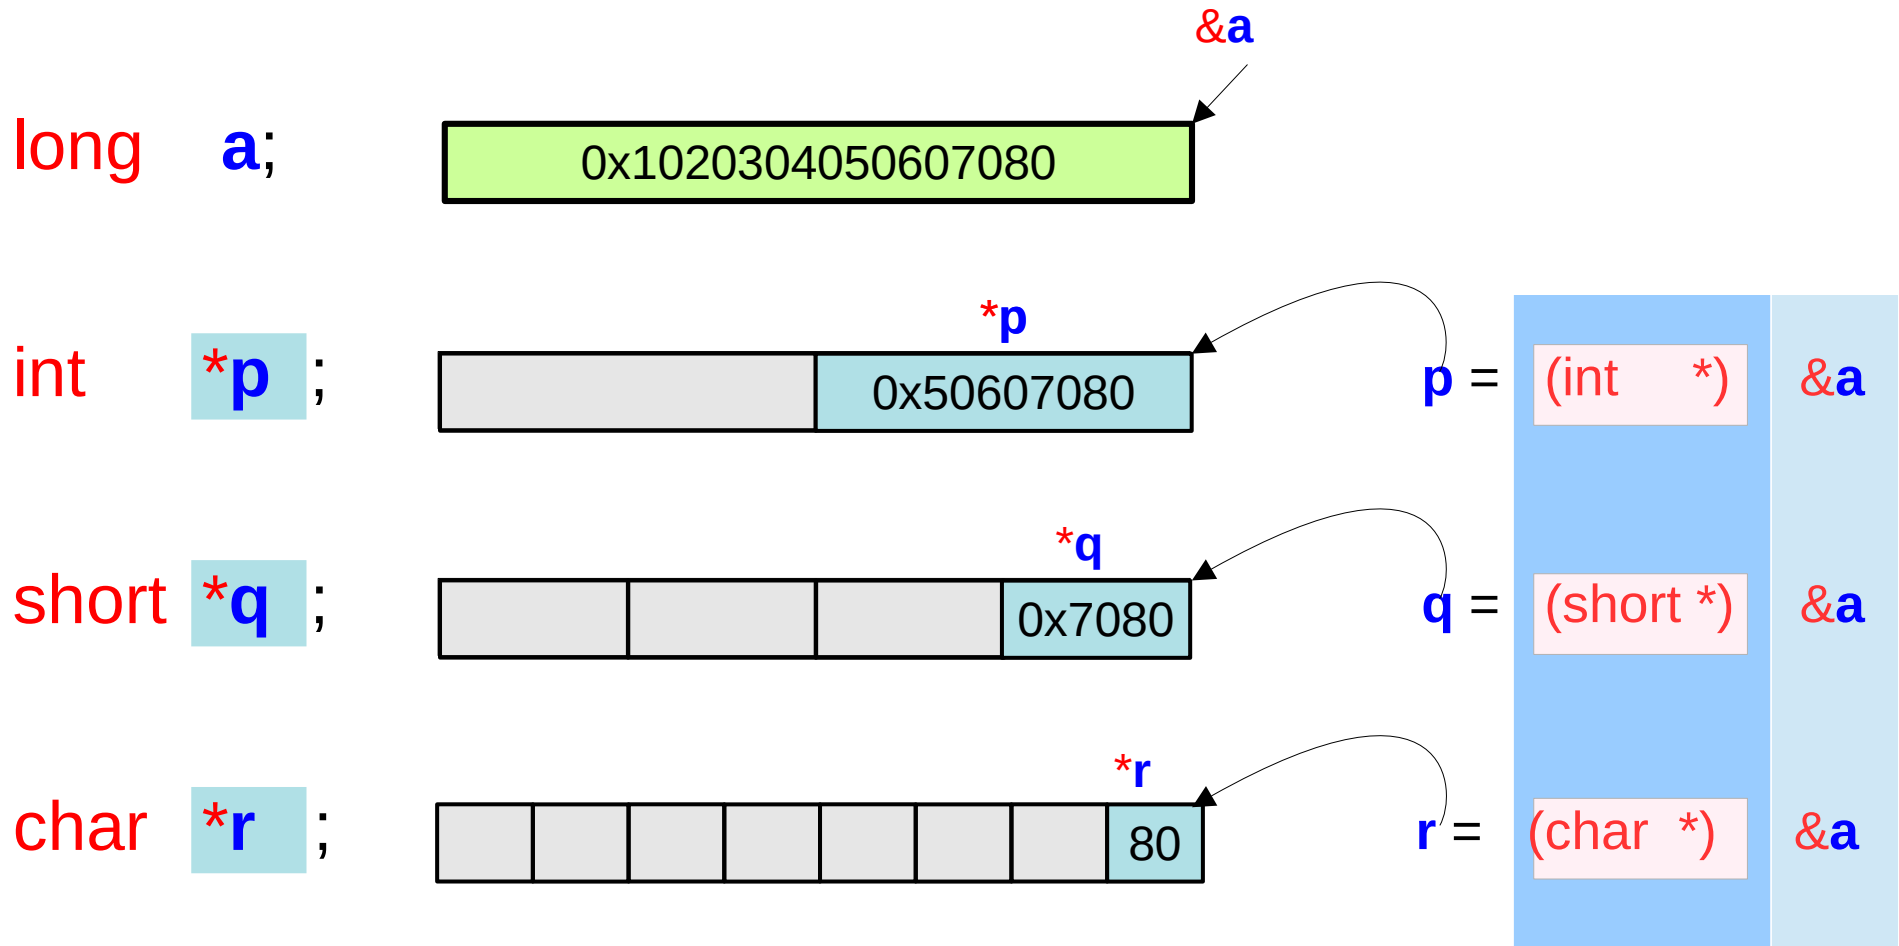 &a
long a; 0x1020304050607080
*p
int *p ; 0x50607080 p = (int *) &a
*q
short *q ; 0x7080 q = (short *) &a
*r
char *r ; 80 r = (char *) &a